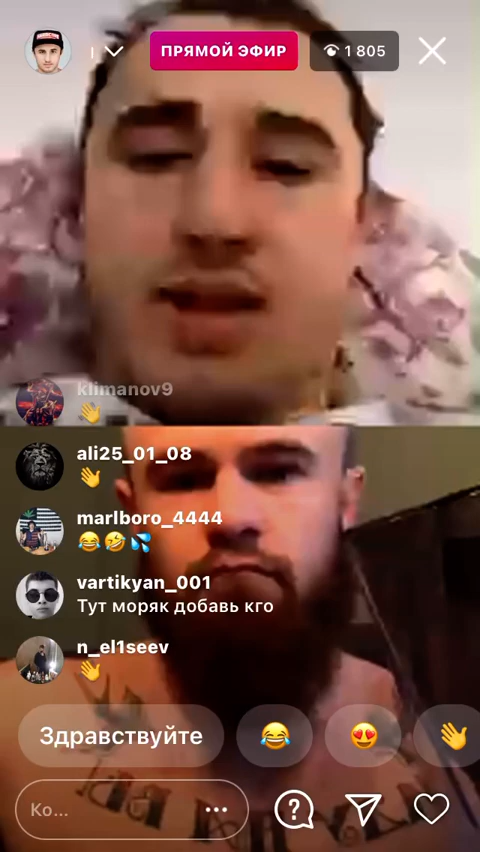 ПРЯМОЙ ЭФИР
1 805
klimanov9
👋
ali25_01_08
👋
marlboro_4444
😂🤣💦
vartikyan_001
Тут моряк добавь кго
n_el1seev
👋
Здравствуйте 😂 😍 👋
Ко...